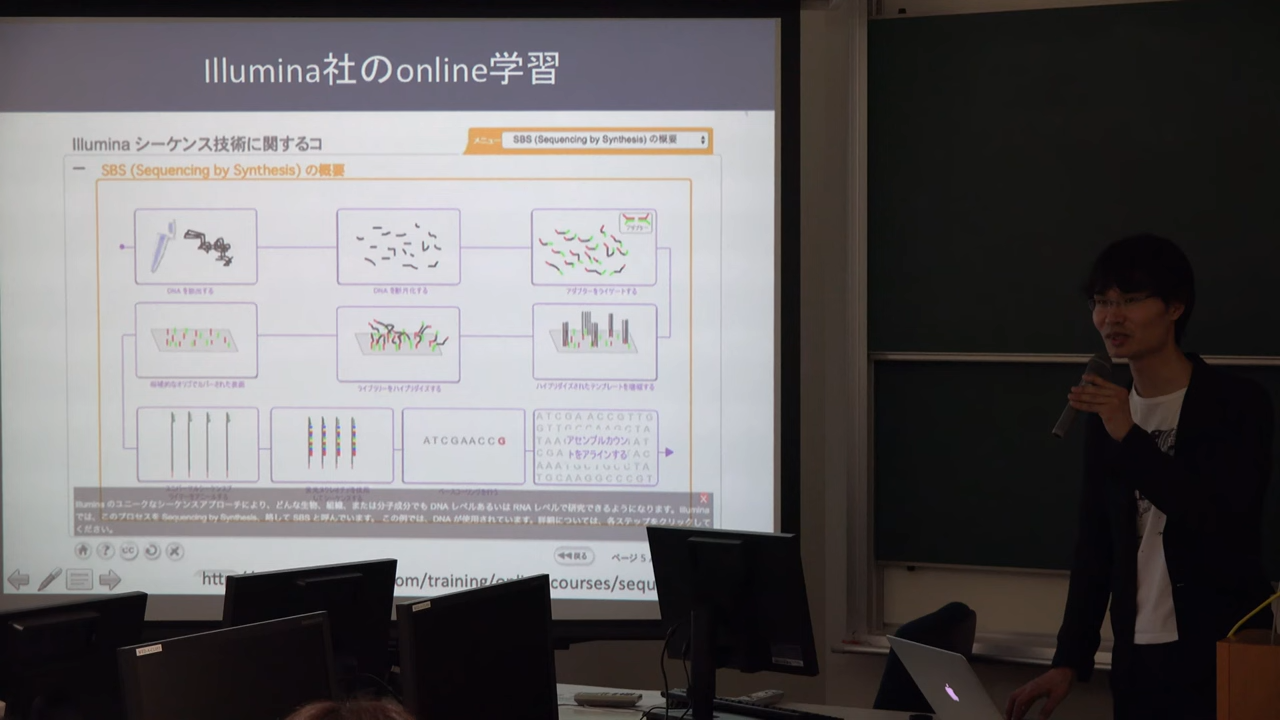 Illumina社のonline学習
Illumina シーケンス技術に関するコ
メニュー
SBS (Sequencing by Synthesis) の概要
SBS (Sequencing by Synthesis) の概要
アダプター
DNA を抽出する
DNA を断片化する
アダプターをライゲートする
ライブラリーをハイブリダイズする
ハイブリダイズされたテンプレートを増幅する
ATCGAACCG
ATCGAACCGTTG
アセンブルカウン
トをアラインする
TGCAAGGCCCGT
Illumina のユニークなシーケンスアプローチにより、どんな生物、組織、または分子成分でも DNA レベルあるいは RNA レベルで研究できるようになります。Illumina
では、このプロセスを Sequencing by Synthesis、略して SBS と呼んでいます。この例では、DNA が使用されています。詳細については、各ステップをクリックして
ください。
CC
戻る
ページ 5
htt
om/training/onl
courses/sequ